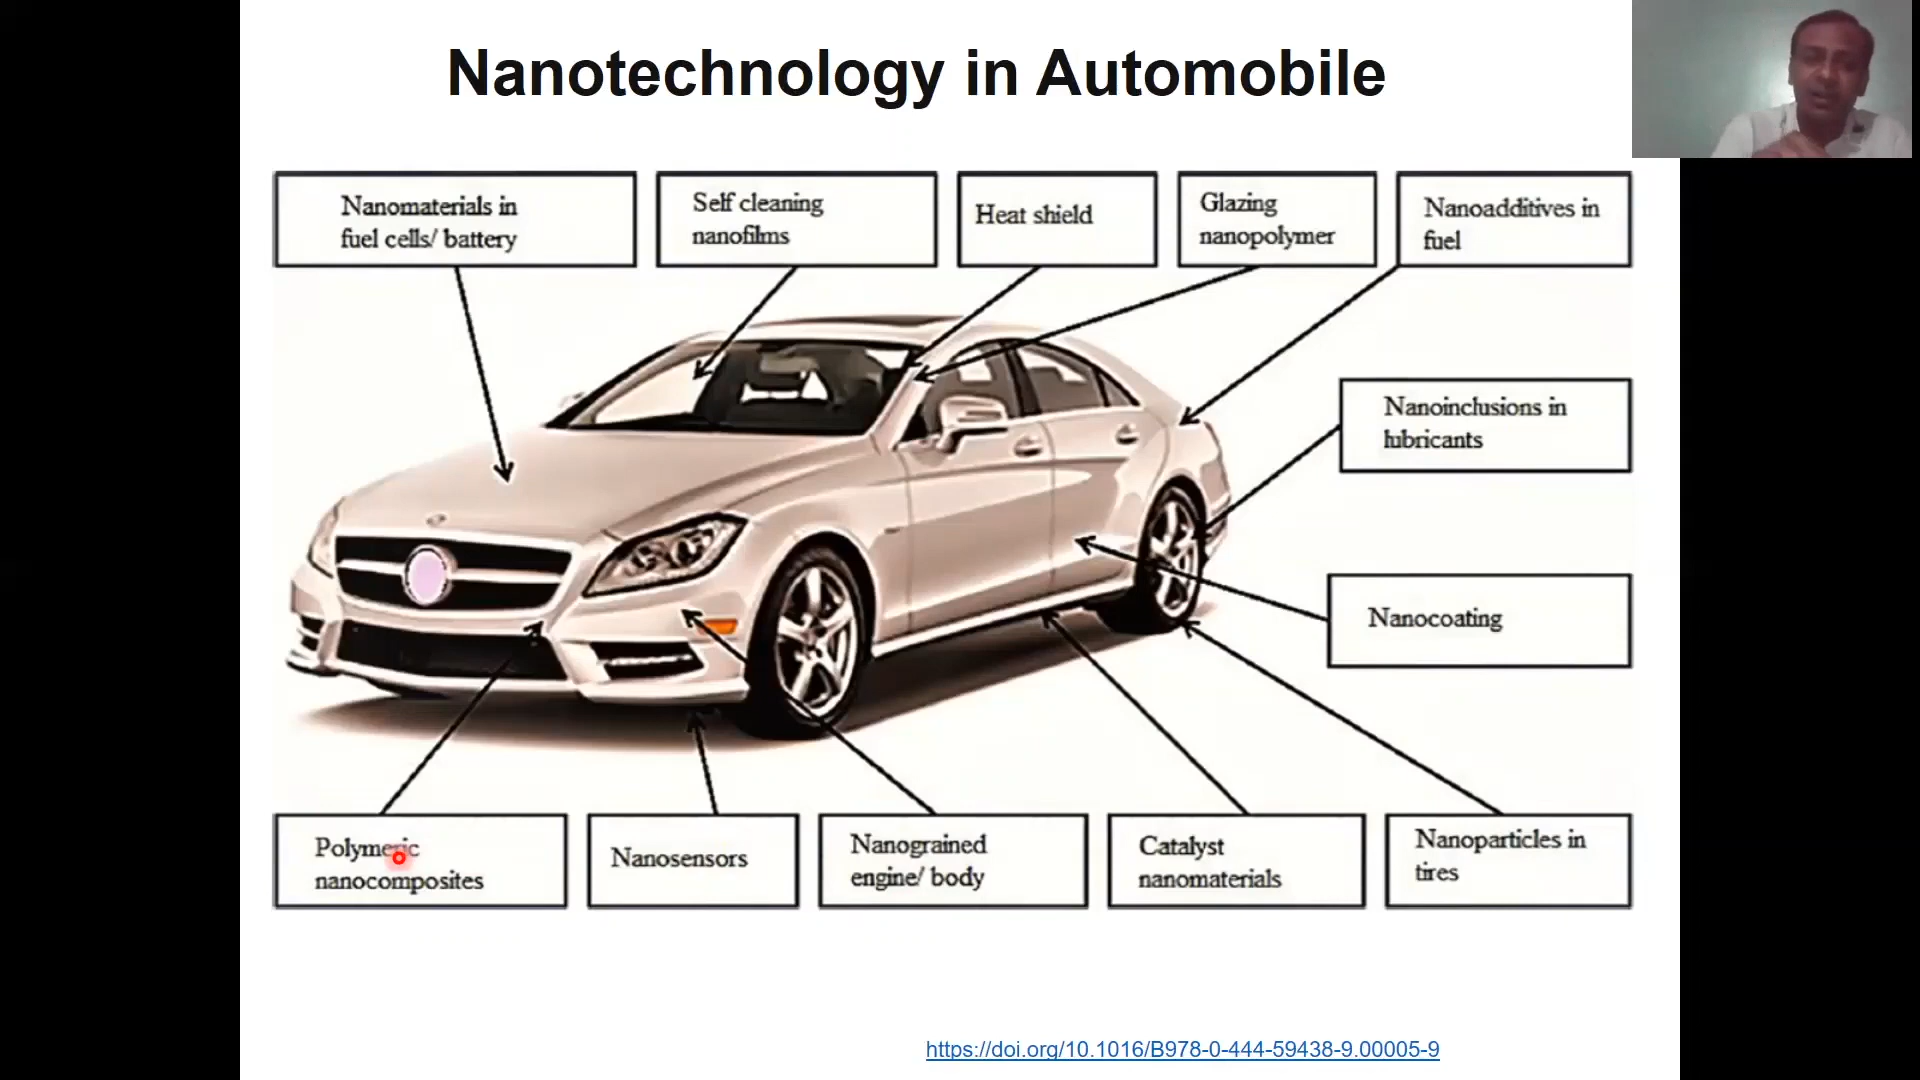 Nanotechnology in Automobile
Nanomaterials in
fuel cells/ battery
Self cleaning
nanofilms
Heat shield
Glazing
nanopolymer
Nanoadditives in
fuel
Nanoinclusions in
lubricants
Nanocoating
Polymeric
nanocomposites
Nanosensors
Nanograined
engine/ body
Catalyst
nanomaterials
Nanoparticles in
tires
https://doi.org/10.1016/B978-0-444-59438-9.00005-9